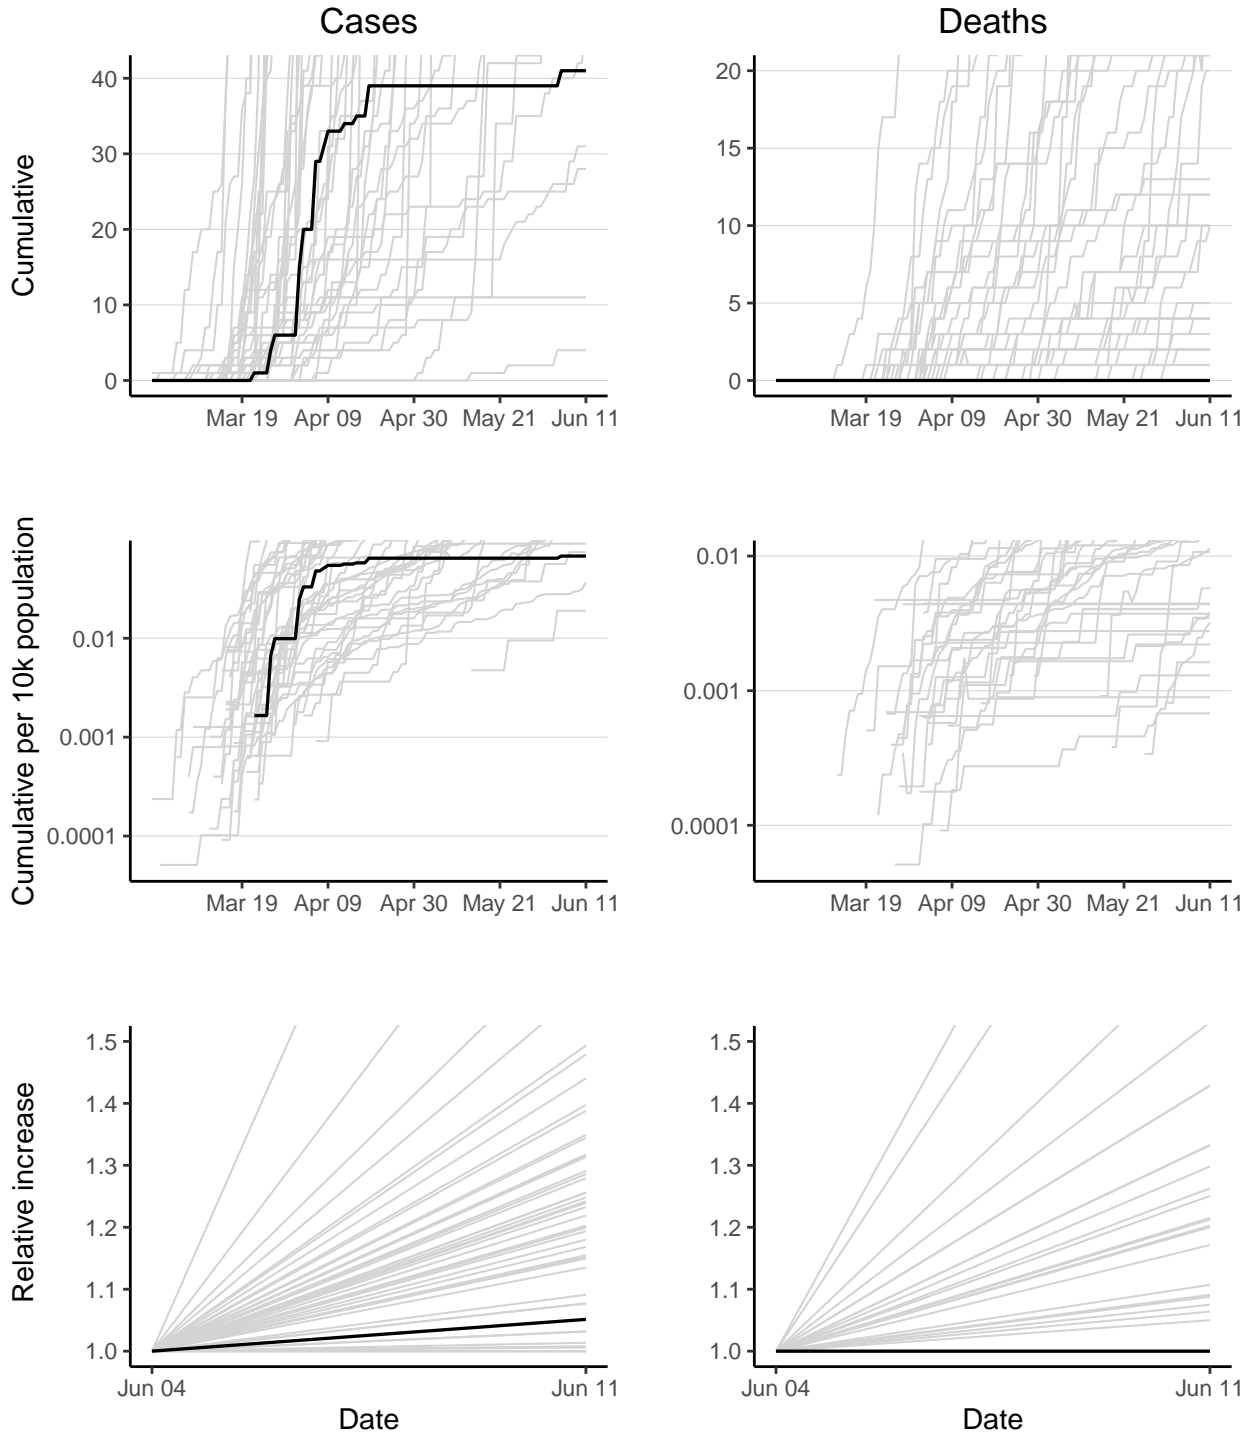 Cases
Deaths
Cumulative
40
30
20
10
0
Mar 19 Apr 09 Apr 30 May 21 Jun 11
20
15
10
5
0
Mar 19 Apr 09 Apr 30 May 21 Jun 11
Cumulative per 10k population
0.01
0.001
0.0001
Mar 19 Apr 09 Apr 30 May 21 Jun 11
0.01
0.001
0.0001
Mar 19 Apr 09 Apr 30 May 21 Jun 11
Relative increase
1.5
1.4
1.3
1.2
1.1
1.0
Jun 04 Jun 11
Date
1.5
1.4
1.3
1.2
1.1
1.0
Jun 04 Jun 11
Date